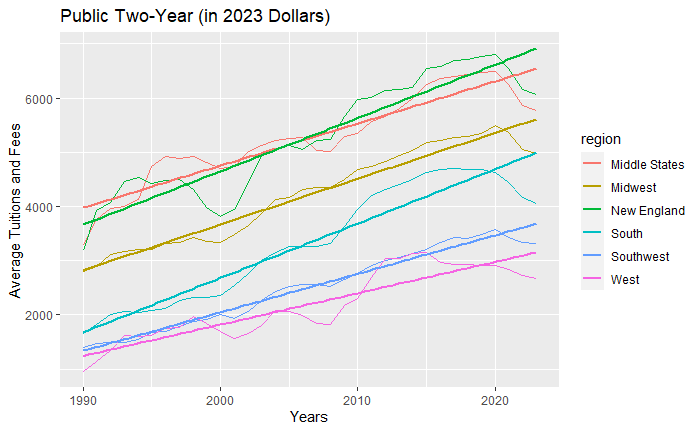 Public Two-Year (in 2023 Dollars)
6000
4000
2000
Average Tuitions and Fees
1990
2000
2010
2020
Years
region
Middle States
Midwest
New England
South
Southwest
West